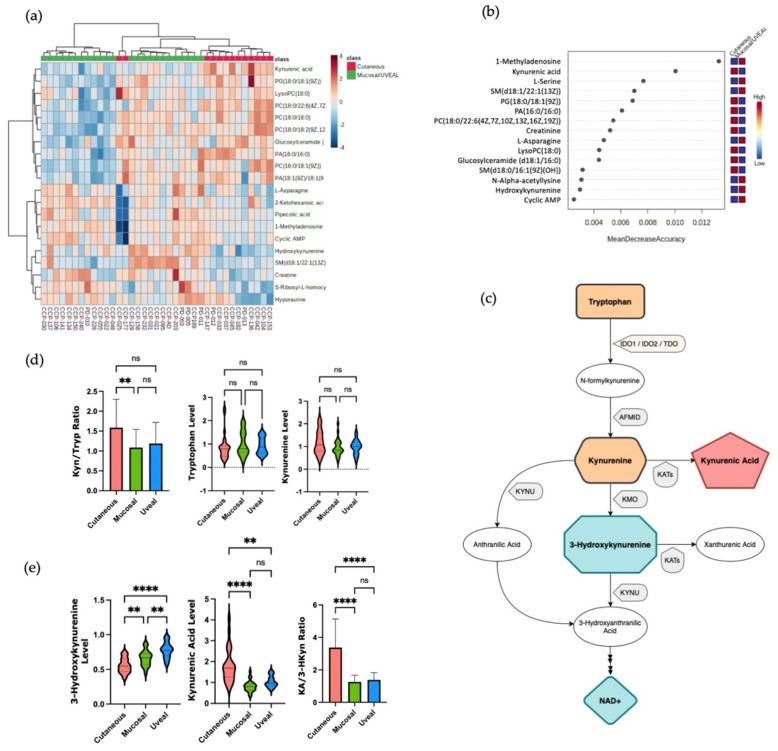 (a)
class
Kynurenic acid
PG(18:0/18:1(9Z))
LysoPC(18:0)
PC(18:0/22:6(4Z,7Z
PC(18:0/18:0)
PC(18:0/18:2(9Z,12
Glucosylceramide (
PA(16:0/16:0)
PC(16:0/18:1(9Z))
PA(18:1(9Z)/18:1(9
L-Asparagine
2-Ketohexanoic aci
Pipecolic acid
1-Methyladenosine
Cyclic AMP
Hydroxykynurenine
SM(d18:1/22:1(13Z)
Creatine
S-Ribosyl-L-homocy
Hypotaurine
4
2
0
-2
-4
class
Cutaneous
Mucosal/UVEAL
(b)
1-Methyladenosine
Kynurenic acid
L-Serine
SM(d18:1/22:1(13Z))
PG(18:0/18:1(9Z))
PA(16:0/16:0)
PC(18:0/22:6(4Z,7Z,10Z,13Z,16Z,19Z))
Creatinine
L-Asparagine
LysoPC(18:0)
Glucosylceramide (d18:1/16:0)
SM(d18:0/16:1(9Z)(OH))
N-Alpha-acetyllysine
Hydroxykynurenine
Cyclic AMP
0.004
0.006
0.008
0.010
0.012
MeanDecreaseAccuracy
Cutaneous
Mucosal/UVEAL
High
Low
(c)
Tryptophan
IDO1 / IDO2 / TDO
N-formylkynurenine
AFMID
Kynurenine
KATs
Kynurenic Acid
KYNU
KMO
Anthranilic Acid
3-Hydroxykynurenine
KATs
Xanthurenic Acid
KYNU
3-Hydroxyanthranilic
Acid
NAD+
(d)
Kyn/Tryp Ratio
2.5
2.0
1.5
1.0
0.5
0.0
ns
**
ns
Cutaneous
Mucosal
Uveal
Tryptophan Level
3
2
1
0
-1
ns
ns
ns
Cutaneous
Mucosal
Uveal
Kynurenine Level
3
2
1
0
-1
ns
ns
ns
Cutaneous
Mucosal
Uveal
(e)
3-Hydroxykynurenine
Level
1.5
1.0
0.5
0.0
****
**
**
Cutaneous
Mucosal
Uveal
Kynurenic Acid Level
5
4
3
2
1
0
**
****
ns
Cutaneous
Mucosal
Uveal
KA/3-HKyn Ratio
6
4
2
0
****
****
ns
Cutaneous
Mucosal
Uveal